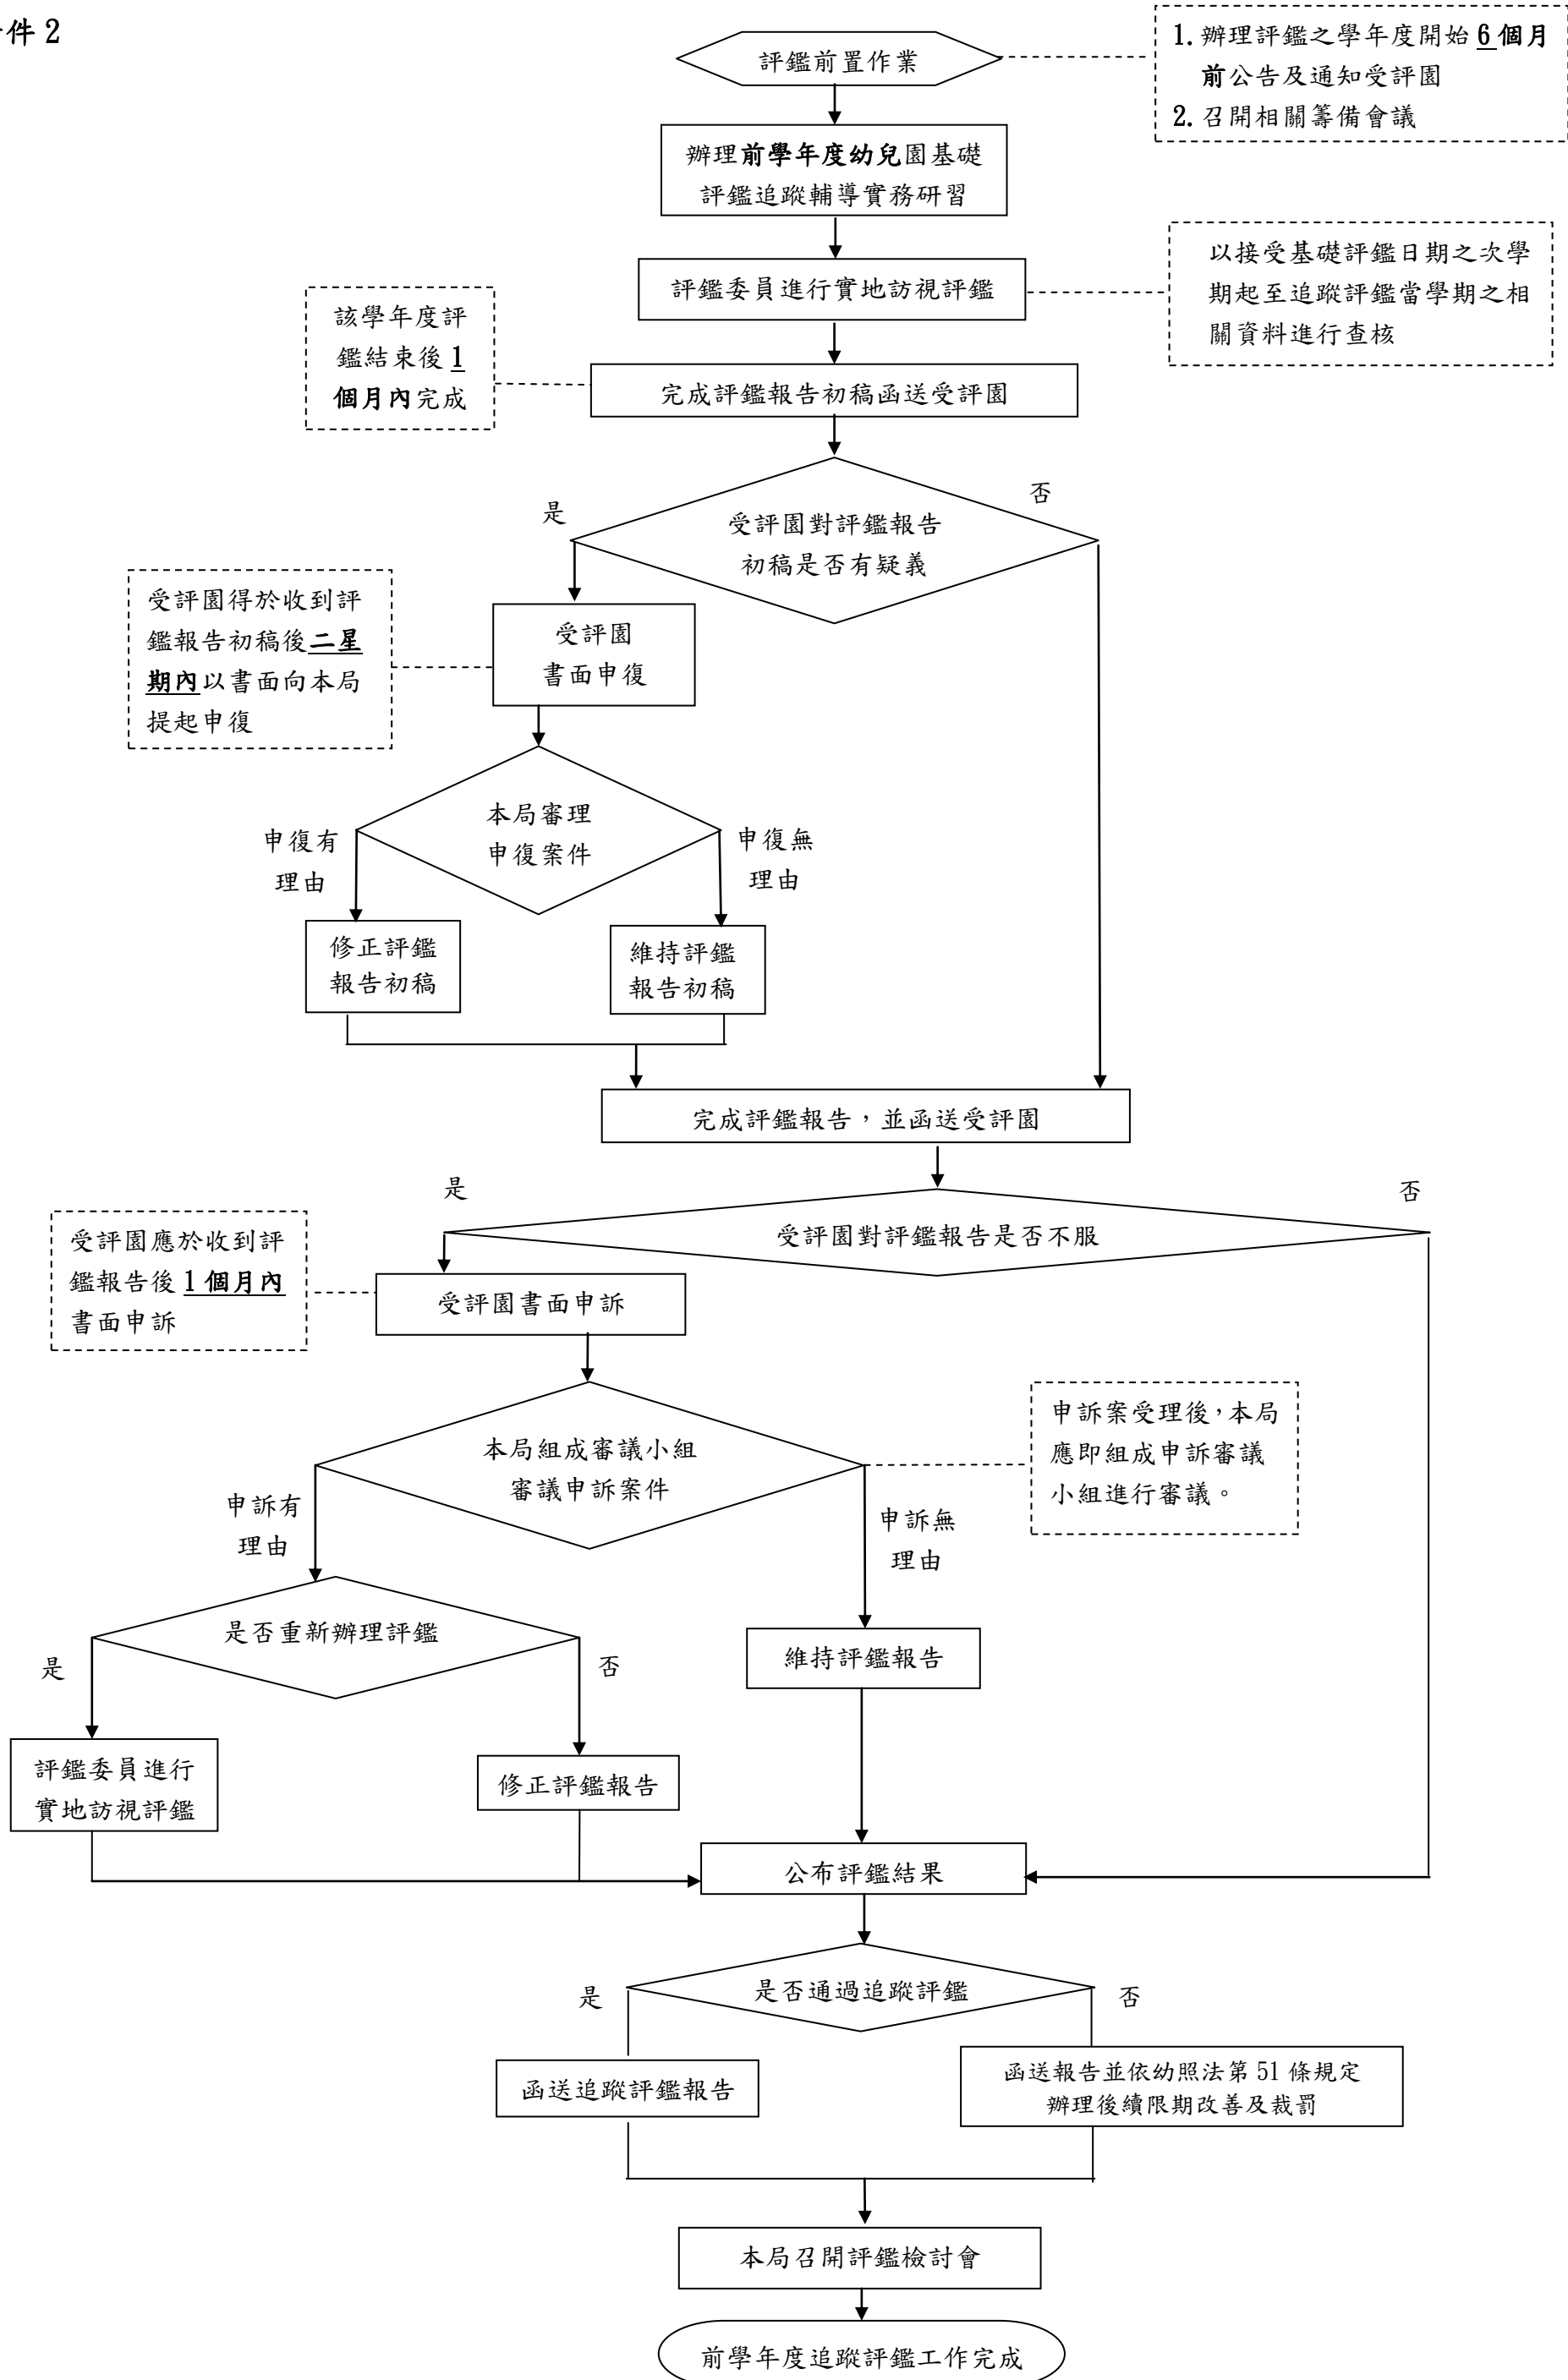 件 2
評鑑前置作業
1. 辦理評鑑之學年度開始 6 個月
前公告及通知受評園
2. 召開相關籌備會議
辦理前學年度幼兒園基礎
評鑑追蹤輔導實務研習
評鑑委員進行實地訪視評鑑
以接受基礎評鑑日期之次學
期起至追蹤評鑑當學期之相
關資料進行查核
該學年度評
鑑結束後 1
個月內完成
完成評鑑報告初稿函送受評園
是
否
受評園對評鑑報告
初稿是否有疑義
受評園得於收到評
鑑報告初稿後二星
期內以書面向本局
提起申復
受評園
書面申復
本局審理
申復案件
申復有
理由
申復無
理由
修正評鑑
報告初稿
維持評鑑
報告初稿
完成評鑑報告，並函送受評園
是
否
受評園對評鑑報告是否不服
受評園應於收到評
鑑報告後 1 個月內
書面申訴
受評園書面申訴
本局組成審議小組
審議申訴案件
申訴案受理後，本局
應即組成申訴審議
小組進行審議。
申訴有
理由
申訴無
理由
是否重新辦理評鑑
是
否
維持評鑑報告
評鑑委員進行
實地訪視評鑑
修正評鑑報告
公布評鑑結果
是否通過追蹤評鑑
是
否
函送追蹤評鑑報告
函送報告並依幼照法第 51 條規定
辦理後續限期改善及裁罰
本局召開評鑑檢討會
前學年度追蹤評鑑工作完成